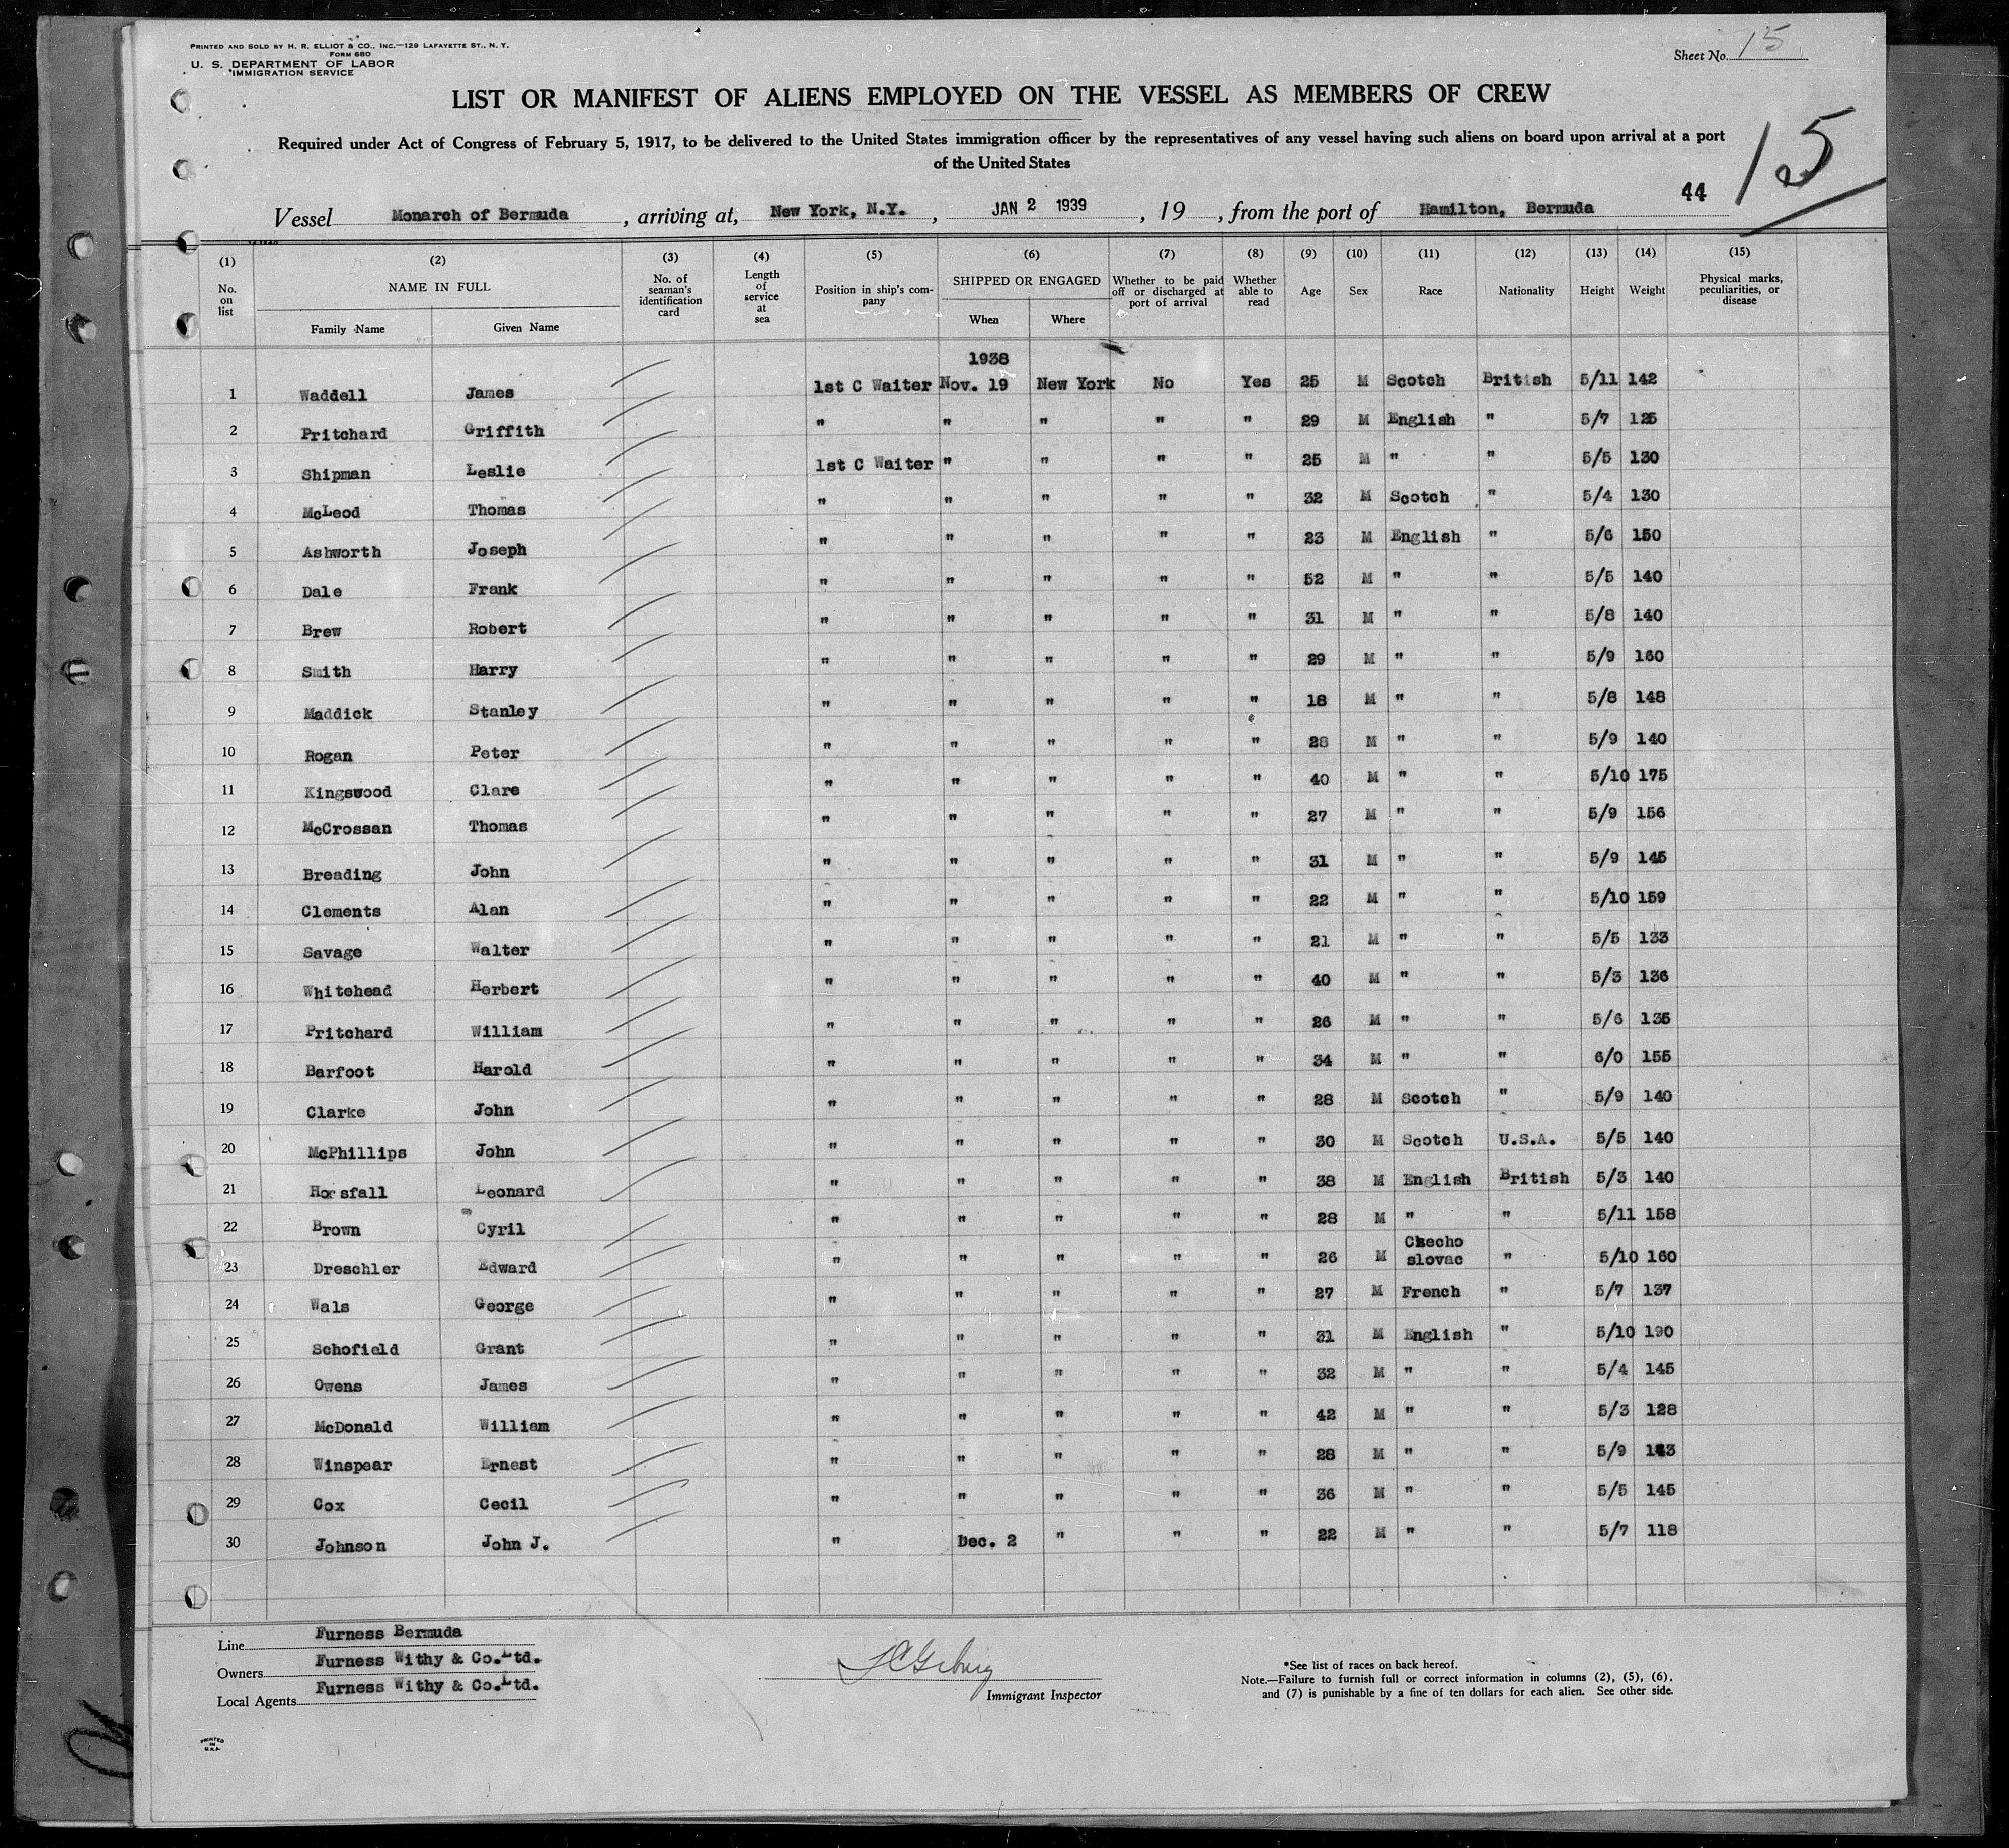 PRINTED AND SOLD BY H. R. ELLIOT & CO., INC.—129 LAFAYETTE ST., N. Y.
FORM 680
U. S. DEPARTMENT OF LABOR
IMMIGRATION SERVICE
Sheet No. 15
LIST OR MANIFEST OF ALIENS EMPLOYED ON THE VESSEL AS MEMBERS OF CREW
Required under Act of Congress of February 5, 1917, to be delivered to the United States immigration officer by the representatives of any vessel having such aliens on board upon arrival at a port
of the United States
15
44
Vessel Monarch of Bermuda , arriving at, New York, N.Y. , JAN 2 1939 , 19 , from the port of Hamilton, Bermuda
(1) (2) (3) (4) (5) (6) (7) (8) (9) (10) (11) (12) (13) (14) (15)
No. on list NAME IN FULL No. of seaman's identification card Length of service at sea Position in ship's company SHIPPED OR ENGAGED Whether to be paid off or discharged at port of arrival Whether able to read Age Sex Race Nationality Height Weight Physical marks, peculiarities, or disease
Family Name Given Name When Where
1938
1 Waddell James 1st C Waiter Nov. 19 New York No Yes 25 M Scotch British 5/11 142
2 Pritchard Griffith " " " " " 29 M English " 5/7 125
3 Shipman Leslie 1st C Waiter " " " " 25 M " " 5/5 130
4 McLeod Thomas " " " " " 32 M Scotch " 5/4 130
5 Ashworth Joseph " " " " " 23 M English " 5/6 150
6 Dale Frank " " " " " 52 M " " 5/5 140
7 Brew Robert " " " " " 31 M " " 5/8 140
8 Smith Harry " " " " " 29 M " " 5/9 160
9 Maddick Stanley " " " " " 18 M " " 5/8 148
10 Rogan Peter " " " " " 28 M " " 5/9 140
11 Kingswood Clare " " " " " 40 M " " 5/10 175
12 McCrossan Thomas " " " " " 27 M " " 5/9 156
13 Breading John " " " " " 31 M " " 5/9 145
14 Clements Alan " " " " " 22 M " " 5/10 159
15 Savage Walter " " " " " 21 M " " 5/5 133
16 Whitehead Herbert " " " " " 40 M " " 5/3 136
17 Pritchard William " " " " " 26 M " " 5/6 135
18 Barfoot Harold " " " " " 34 M " " 6/0 155
19 Clarke John " " " " " 28 M Scotch " 5/9 140
20 McPhillips John " " " " " 30 M Scotch U.S.A. 5/5 140
21 Horsfall Leonard " " " " " 38 M English British 5/3 140
22 Brown Cyril " " " " " 28 M " " 5/11 158
23 Dreschler Edward " " " " " 26 M Czecho slovac " 5/10 160
24 Wals George " " " " " 27 M French " 5/7 137
25 Schofield Grant " " " " " 31 M English " 5/10 190
26 Owens James " " " " " 32 M " " 5/4 145
27 McDonald William " " " " " 42 M " " 5/3 128
28 Winspear Ernest " " " " " 28 M " " 5/9
29 Cox Cecil " " " " " 36 M " " 5/5 145
30 Johnson John J. " Dec. 2 " " " 22 M " " 5/7 118
Line Furness Bermuda
Owners Furness Withy & Co. Ltd.
Local Agents Furness Withy & Co. Ltd.
Immigrant Inspector
*See list of races on back hereof.
Note.—Failure to furnish full or correct information in columns (2), (5), (6),
and (7) is punishable by a fine of ten dollars for each alien. See other side.
PRINTED
IN
U.S.A.